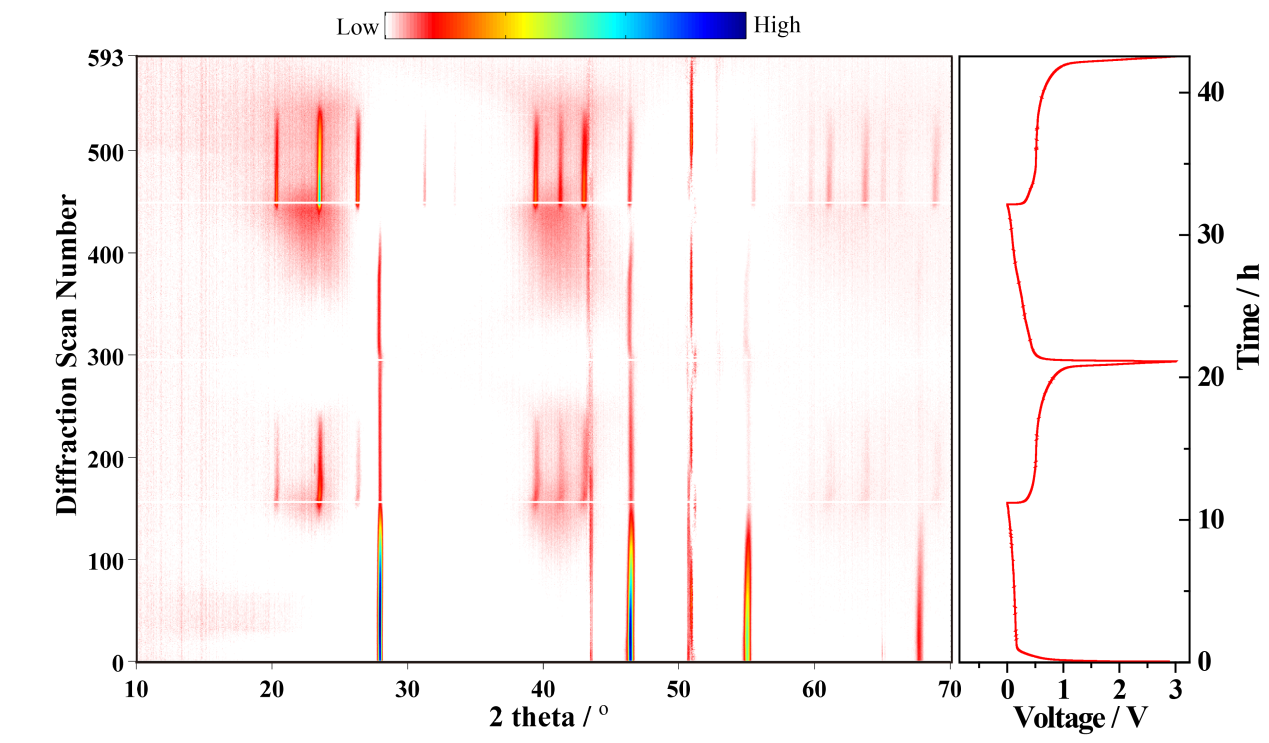 Low High
593
500
400
300
200
100
0
Diffraction Scan Number
10 20 30 40 50 60 70
2 theta / °
40
30
20
10
0
Time / h
0 1 2 3
Voltage / V